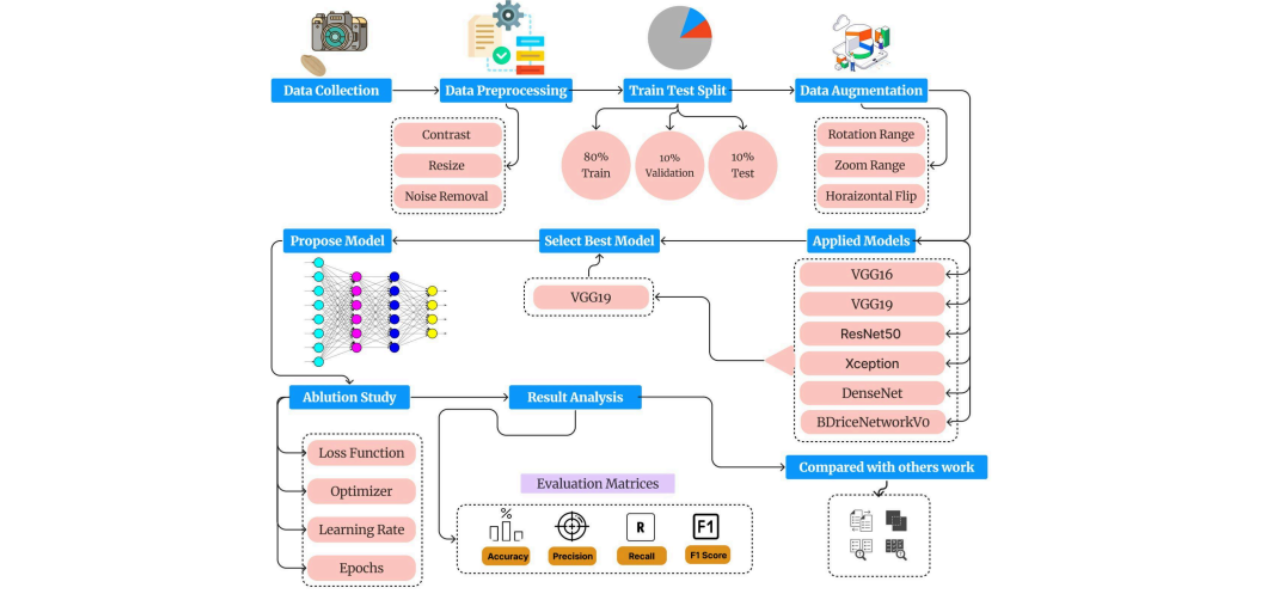 Data Collection
Data Preprocessing
Train Test Split
Data Augmentation
Contrast
Resize
Noise Removal
80%
Train
10%
Validation
10%
Test
Rotation Range
Zoom Range
Horaizontal Flip
Propose Model
Select Best Model
Applied Models
VGG19
VGG16
VGG19
ResNet50
Xception
DenseNet
BDriceNetworkV0
Ablution Study
Result Analysis
Loss Function
Optimizer
Learning Rate
Epochs
Evaluation Matrices
%
R
F1
Accuracy
Precision
Recall
F1 Score
Compared with others work